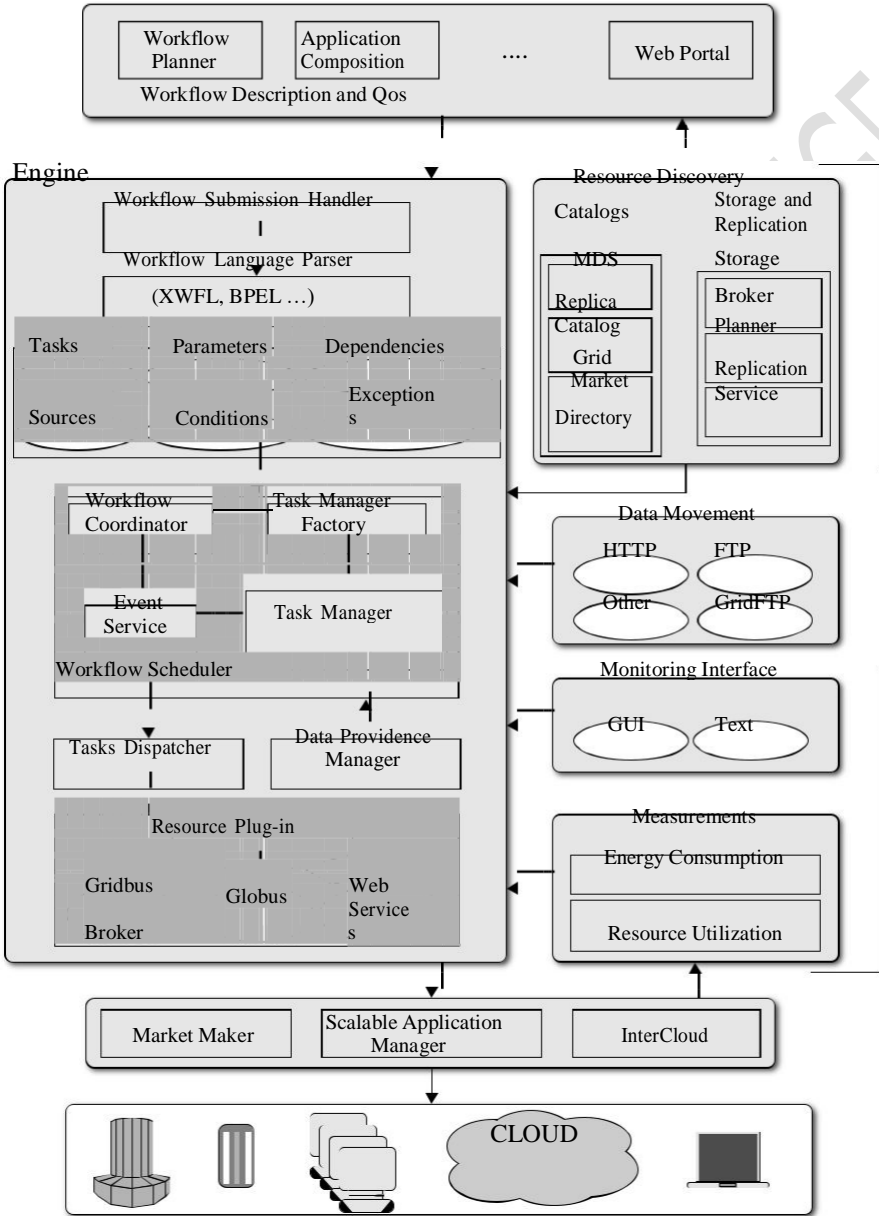 Workflow
Planner
Application
Composition
....
Web Portal
Workflow Description and Qos
Engine
Workflow Submission Handler
Workflow Language Parser
(XWFL, BPEL ...)
Tasks
Parameters
Dependencies
Sources
Conditions
Exception
s
Workflow
Coordinator
Task Manager
Factory
Event
Service
Task Manager
Workflow Scheduler
Tasks Dispatcher
Data Providence
Manager
Resource Plug-in
Gridbus
Broker
Globus
Web
Service
s
Resource Discovery
Catalogs
Storage and
Replication
MDS
Storage
Replica
Broker
Catalog
Planner
Grid
Replication
Market
Service
Directory
Data Movement
HTTP
FTP
Other
GridFTP
Monitoring Interface
GUI
Text
Measurements
Energy Consumption
Resource Utilization
Market Maker
Scalable Application
Manager
InterCloud
CLOUD